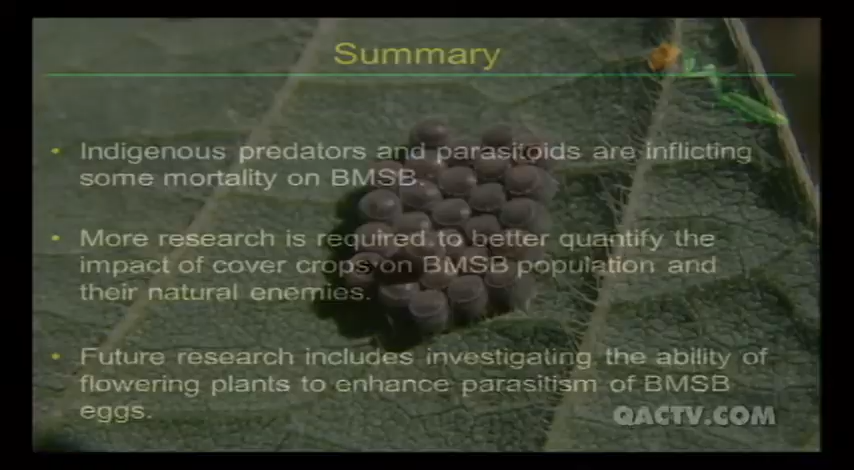 Summary
• Indigenous predators and parasitoids are inflicting
some mortality on BMSB.
• More research is required to better quantify the
impact of cover crops on BMSB population and
their natural enemies.
• Future research includes investigating the ability of
flowering plants to enhance parasitism of BMSB
eggs.
QACTV.COM